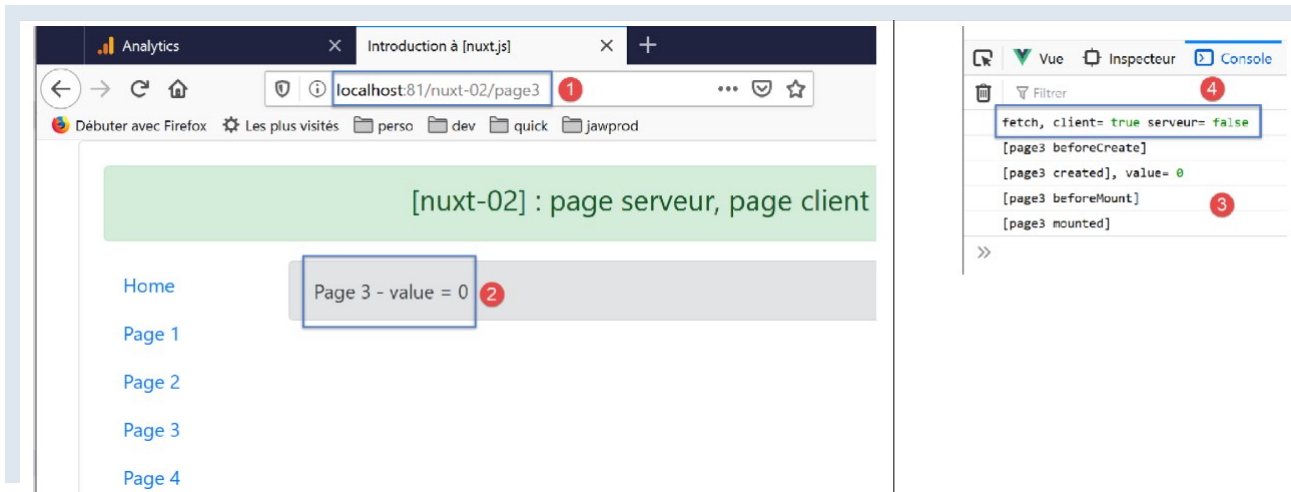 Analytics
Introduction à [nuxt.js]
localhost:81/nuxt-02/page3
1
Débuter avec Firefox
Les plus visités
perso
dev
quick
jawprod
[nuxt-02] : page serveur, page client
Home
Page 1
Page 2
Page 3
Page 4
Page 3 - value = 0
2
Vue
Inspecteur
Console
4
Filtrer
fetch, client= true serveur= false
[page3 beforeCreate]
[page3 created], value= 0
[page3 beforeMount]
3
[page3 mounted]